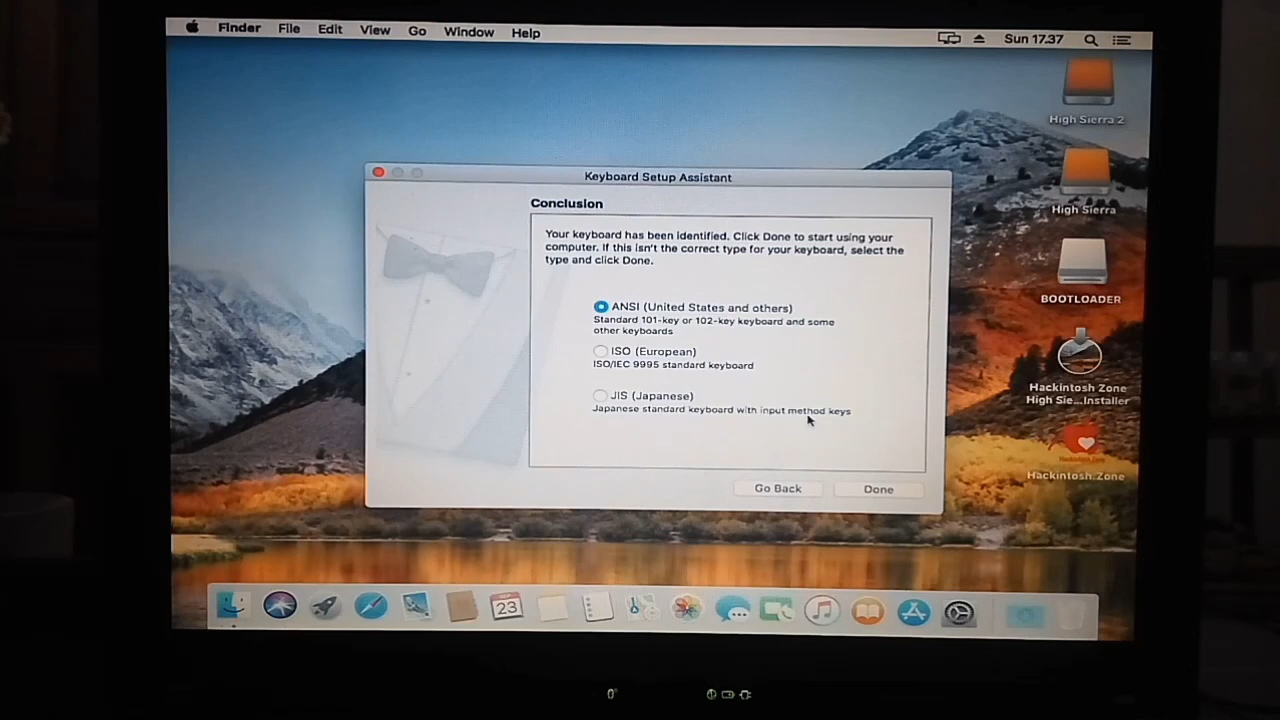 Finder File Edit View Go Window Help Sun 17.37
High Sierra 2
High Sierra
BOOTLOADER
Hackintosh Zone
High Sie...Installer
Hackintosh.Zone
Keyboard Setup Assistant
Conclusion
Your keyboard has been identified. Click Done to start using your
computer. If this isn't the correct type for your keyboard, select the
type and click Done.
ANSI (United States and others)
Standard 101-key or 102-key keyboard and some
other keyboards
ISO (European)
ISO/IEC 9995 standard keyboard
JIS (Japanese)
Japanese standard keyboard with input method keys
Go Back Done
23